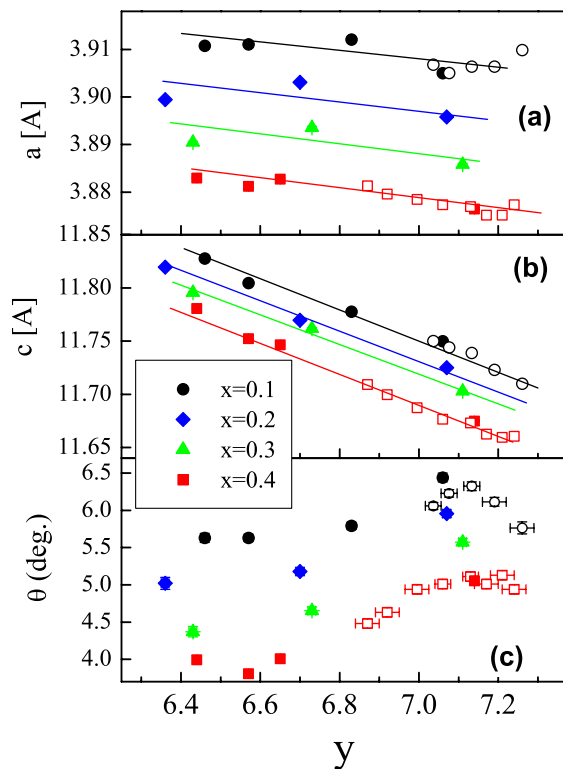 3.91
3.90
3.89
3.88
a [A]
(a)
11.85
11.80
11.75
11.70
11.65
c [A]
(b)
x=0.1
x=0.2
x=0.3
x=0.4
6.5
6.0
5.5
5.0
4.5
4.0
θ (deg.)
(c)
6.4 6.6 6.8 7.0 7.2
y